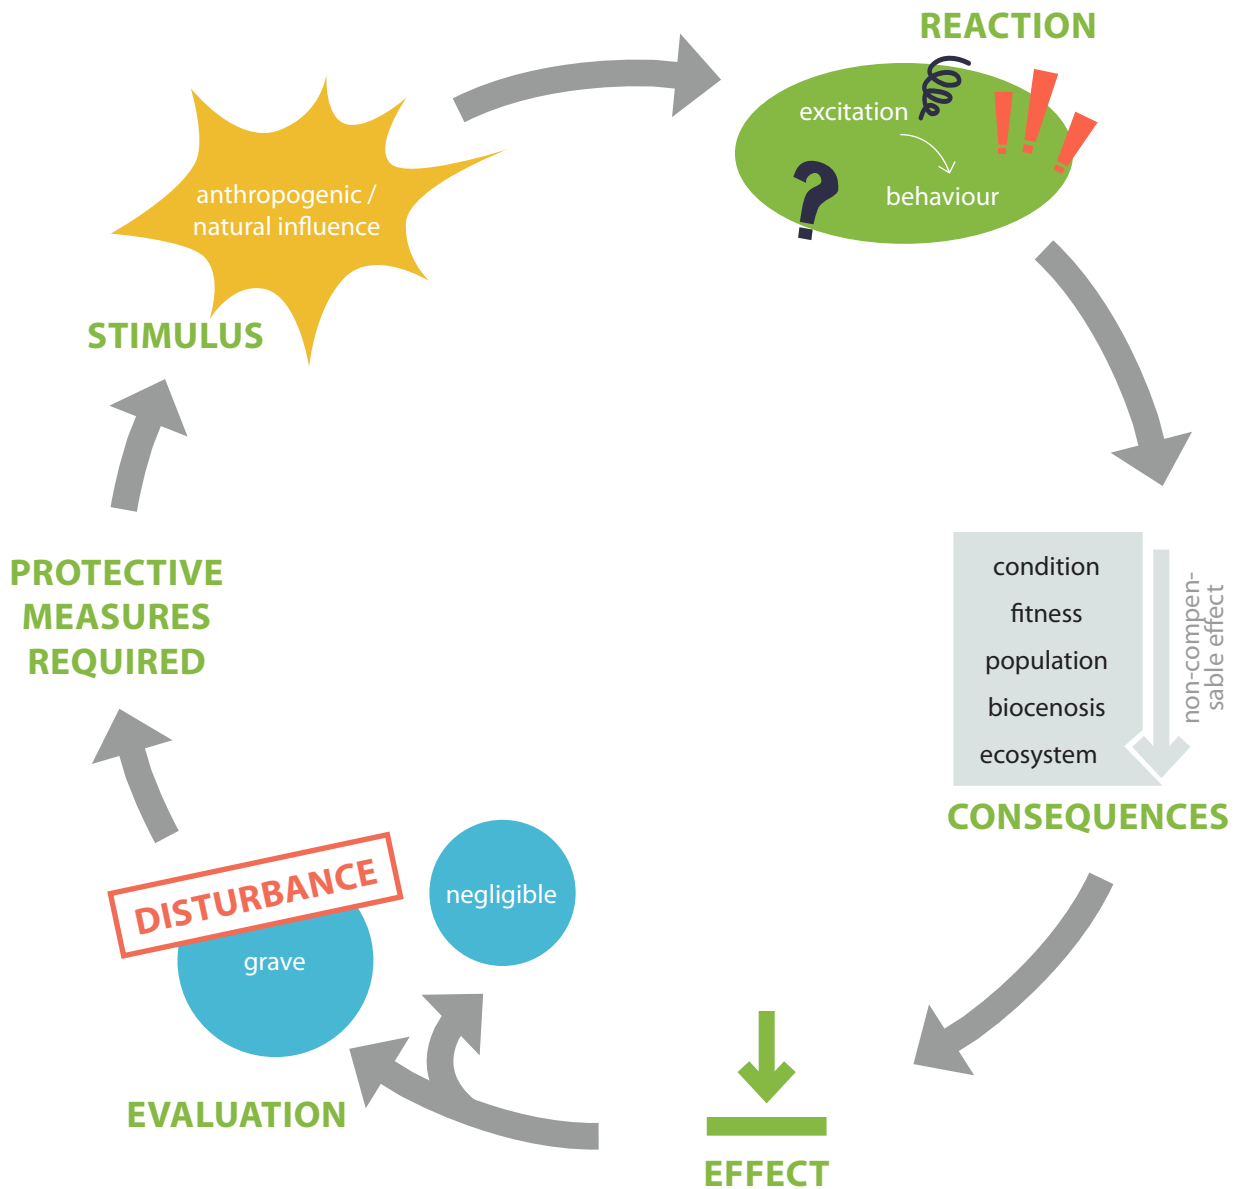 REACTION
excitation
behaviour
anthropogenic /
natural influence
STIMULUS
condition
fitness
population
biocenosis
ecosystem
non-compen-
sable effect
CONSEQUENCES
PROTECTIVE
MEASURES
REQUIRED
DISTURBANCE
grave
negligible
EVALUATION
EFFECT